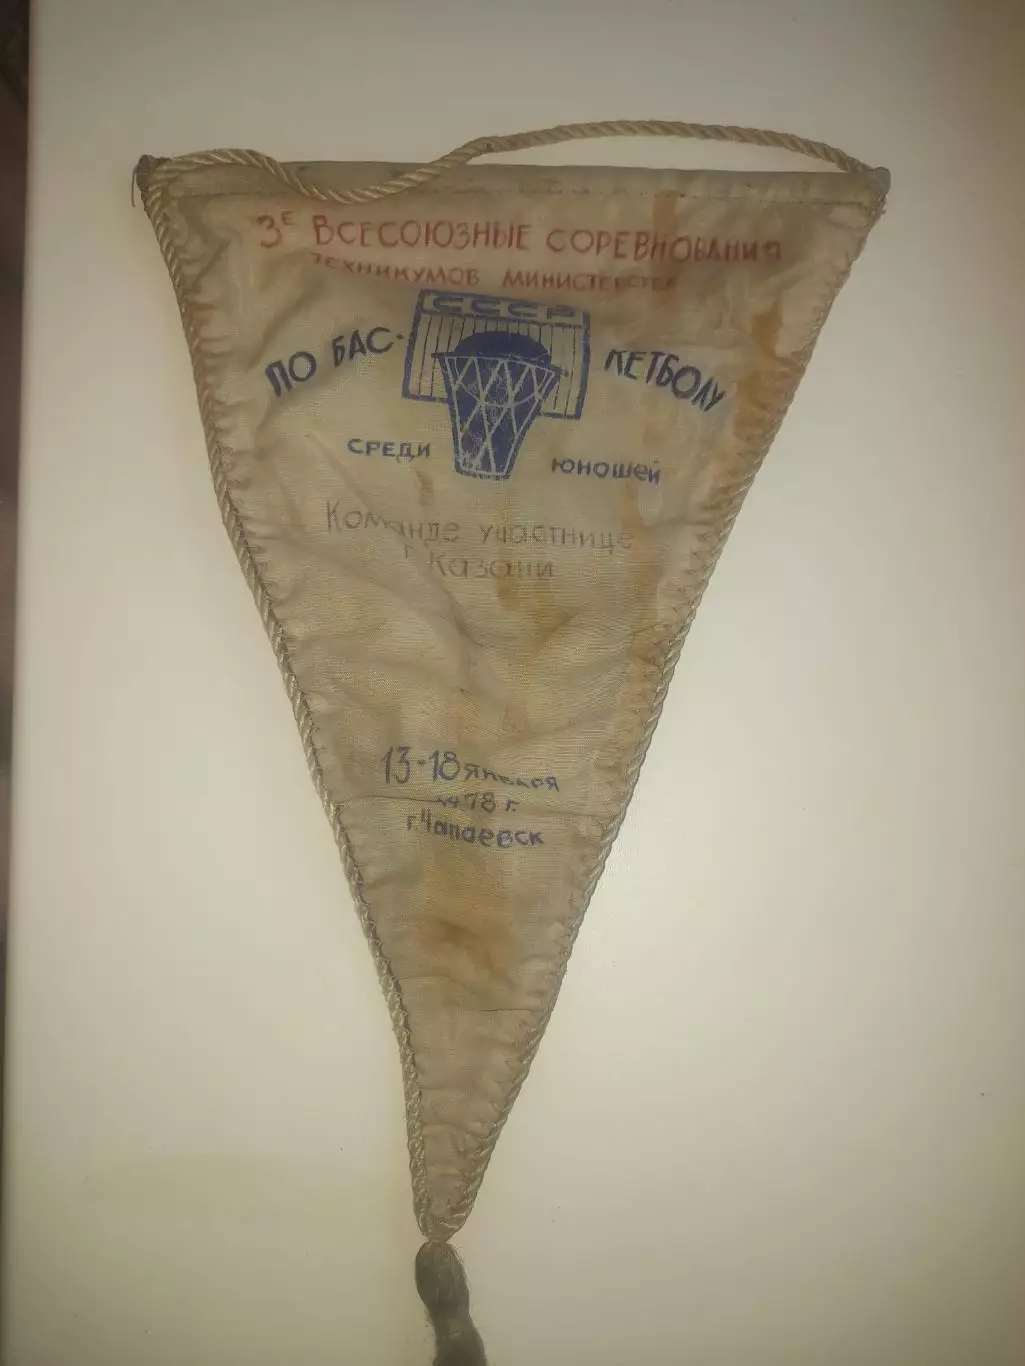 3Е ВСЕСОЮЗНЫЕ СОРЕВНОВАНИЯ
ТЕХНИКУМОВ МИНИСТЕРСТВА
СССР
ПО БАС-КЕТБОЛУ
СРЕДИ ЮНОШЕЙ
Команде участнице
г Казани
13-18 января
1978 г.
г. Чапаевск